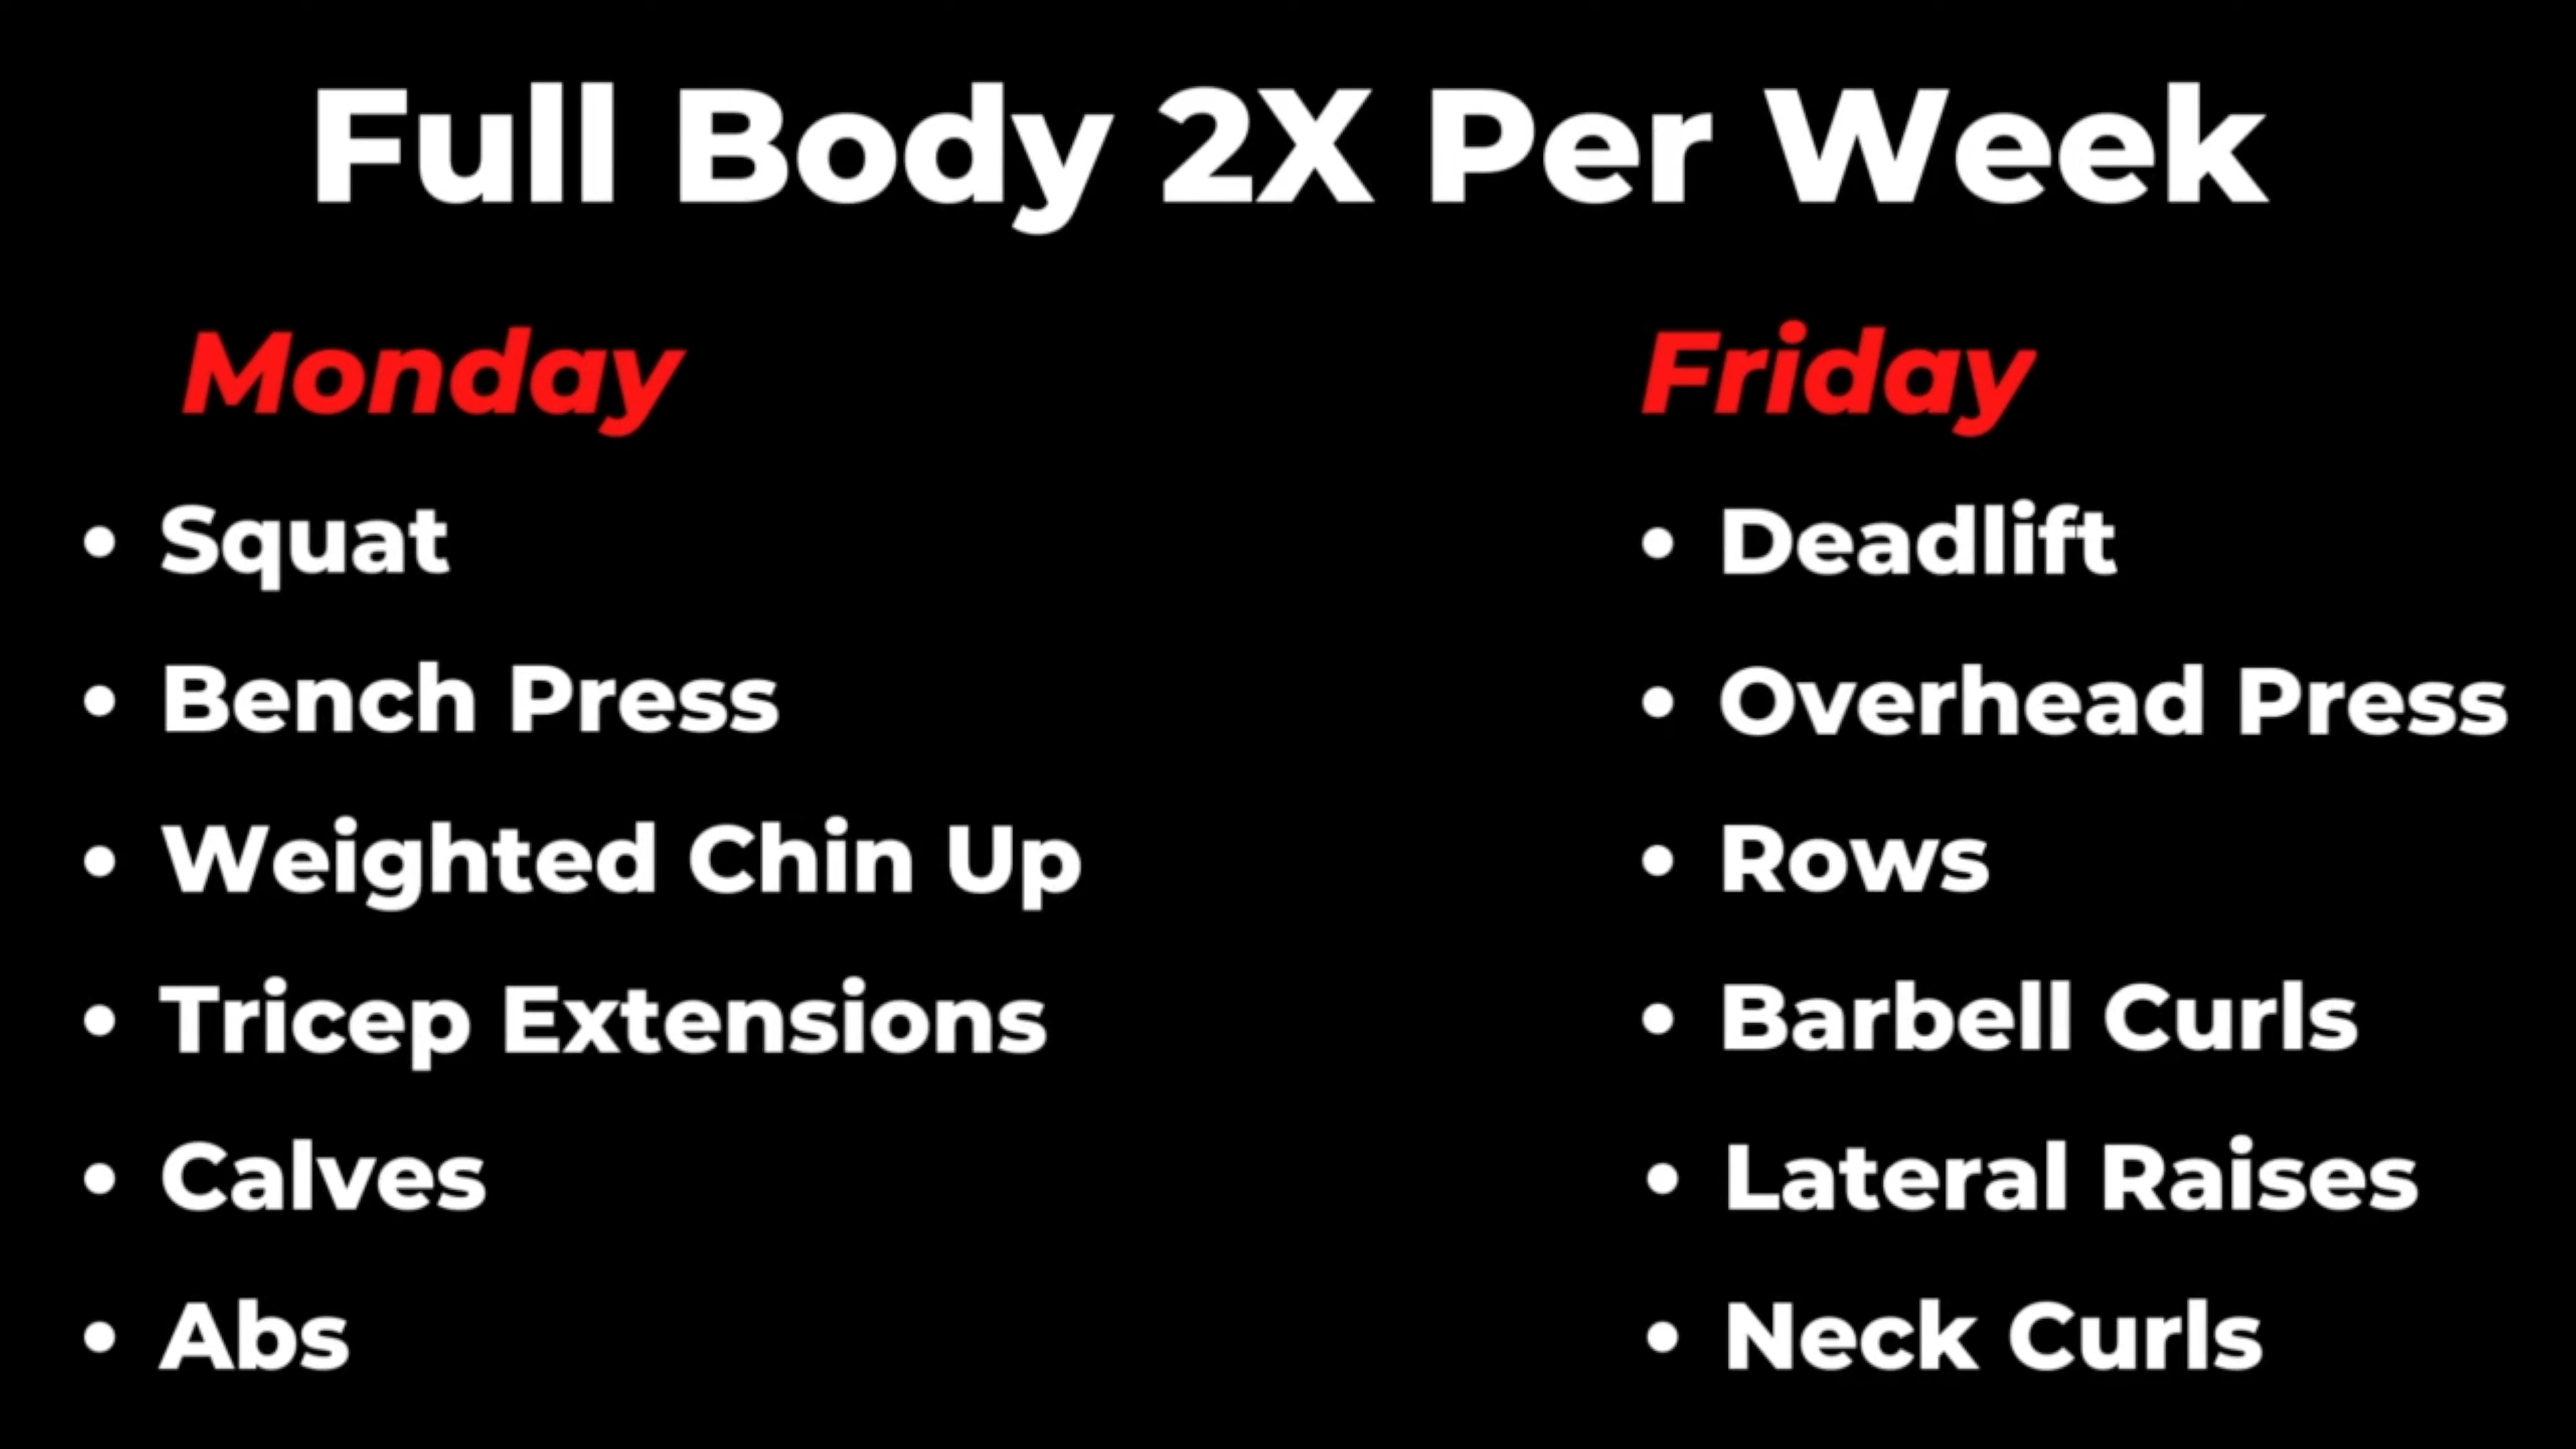 Full Body 2X Per Week
Monday
• Squat
• Bench Press
• Weighted Chin Up
• Tricep Extensions
• Calves
• Abs
Friday
• Deadlift
• Overhead Press
• Rows
• Barbell Curls
• Lateral Raises
• Neck Curls